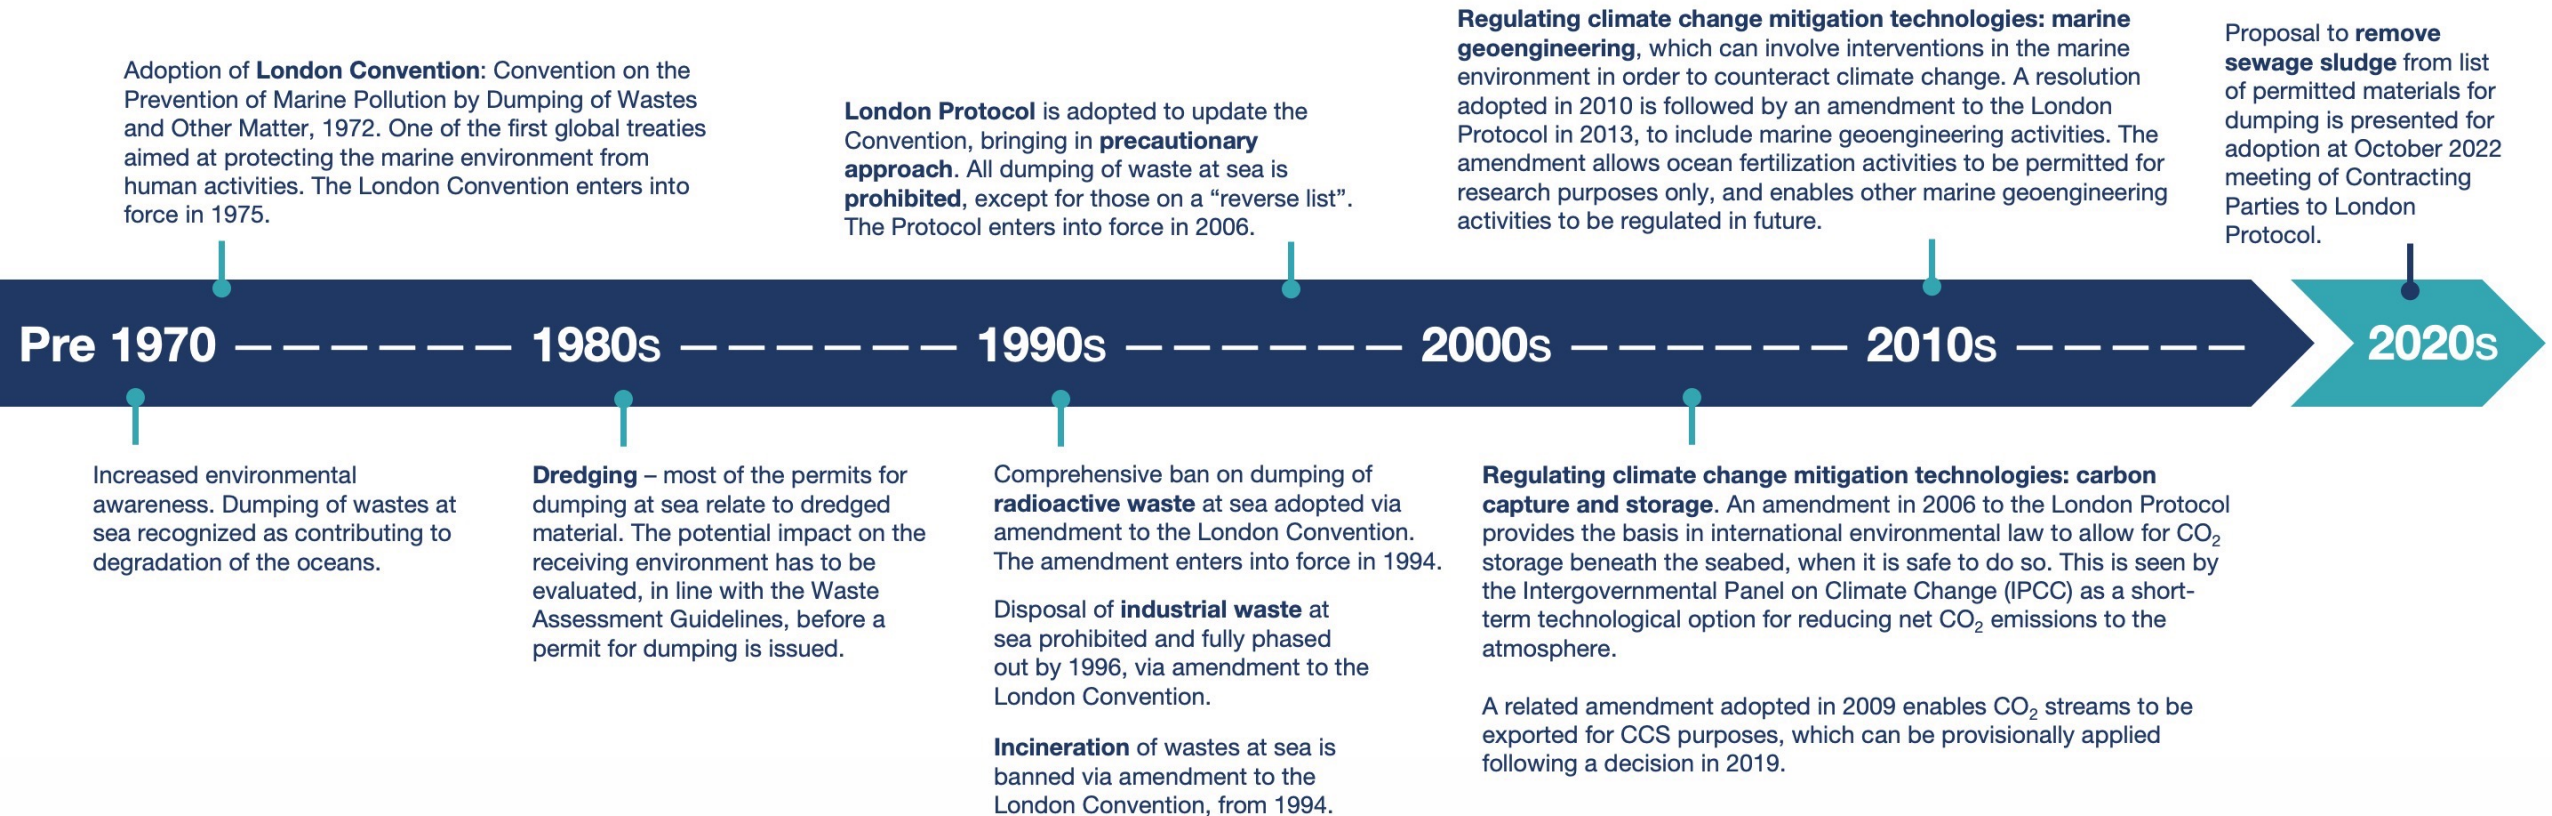 Adoption of London Convention: Convention on the
Prevention of Marine Pollution by Dumping of Wastes
and Other Matter, 1972. One of the first global treaties
aimed at protecting the marine environment from
human activities. The London Convention enters into
force in 1975.
London Protocol is adopted to update the
Convention, bringing in precautionary
approach. All dumping of waste at sea is
prohibited, except for those on a “reverse list”.
The Protocol enters into force in 2006.
Regulating climate change mitigation technologies: marine
geoengineering, which can involve interventions in the marine
environment in order to counteract climate change. A resolution
adopted in 2010 is followed by an amendment to the London
Protocol in 2013, to include marine geoengineering activities. The
amendment allows ocean fertilization activities to be permitted for
research purposes only, and enables other marine geoengineering
activities to be regulated in future.
Proposal to remove
sewage sludge from list
of permitted materials for
dumping is presented for
adoption at October 2022
meeting of Contracting
Parties to London
Protocol.
Pre 1970 1980s 1990s 2000s 2010s 2020s
Increased environmental
awareness. Dumping of wastes at
sea recognized as contributing to
degradation of the oceans.
Dredging – most of the permits for
dumping at sea relate to dredged
material. The potential impact on the
receiving environment has to be
evaluated, in line with the Waste
Assessment Guidelines, before a
permit for dumping is issued.
Comprehensive ban on dumping of
radioactive waste at sea adopted via
amendment to the London Convention.
The amendment enters into force in 1994.
Disposal of industrial waste at
sea prohibited and fully phased
out by 1996, via amendment to the
London Convention.
Incineration of wastes at sea is
banned via amendment to the
London Convention, from 1994.
Regulating climate change mitigation technologies: carbon
capture and storage. An amendment in 2006 to the London Protocol
provides the basis in international environmental law to allow for CO₂
storage beneath the seabed, when it is safe to do so. This is seen by
the Intergovernmental Panel on Climate Change (IPCC) as a short-
term technological option for reducing net CO₂ emissions to the
atmosphere.
A related amendment adopted in 2009 enables CO₂ streams to be
exported for CCS purposes, which can be provisionally applied
following a decision in 2019.